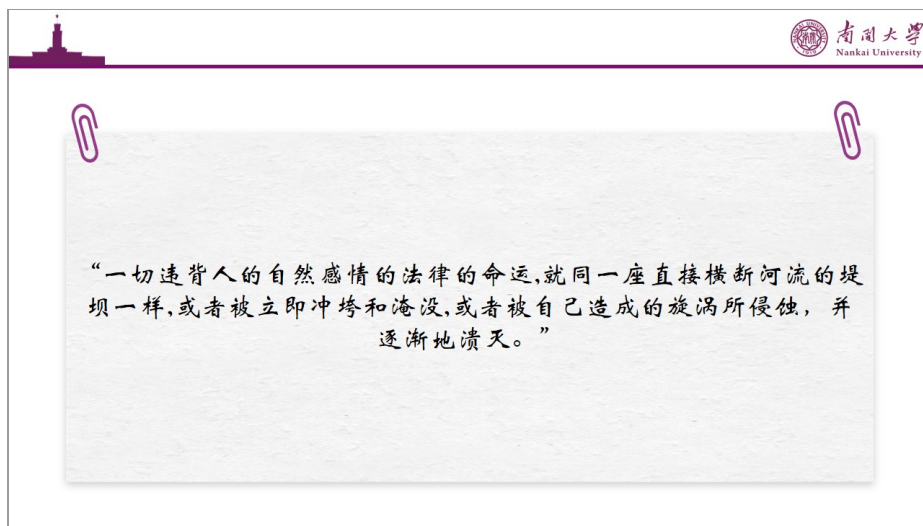 南開大學
Nankai University
“一切违背人的自然感情的法律的命运,就同一座直接横断河流的堤
坝一样,或者被立即冲垮和淹没,或者被自己造成的旋涡所侵蚀，并
逐渐地溃灭。”